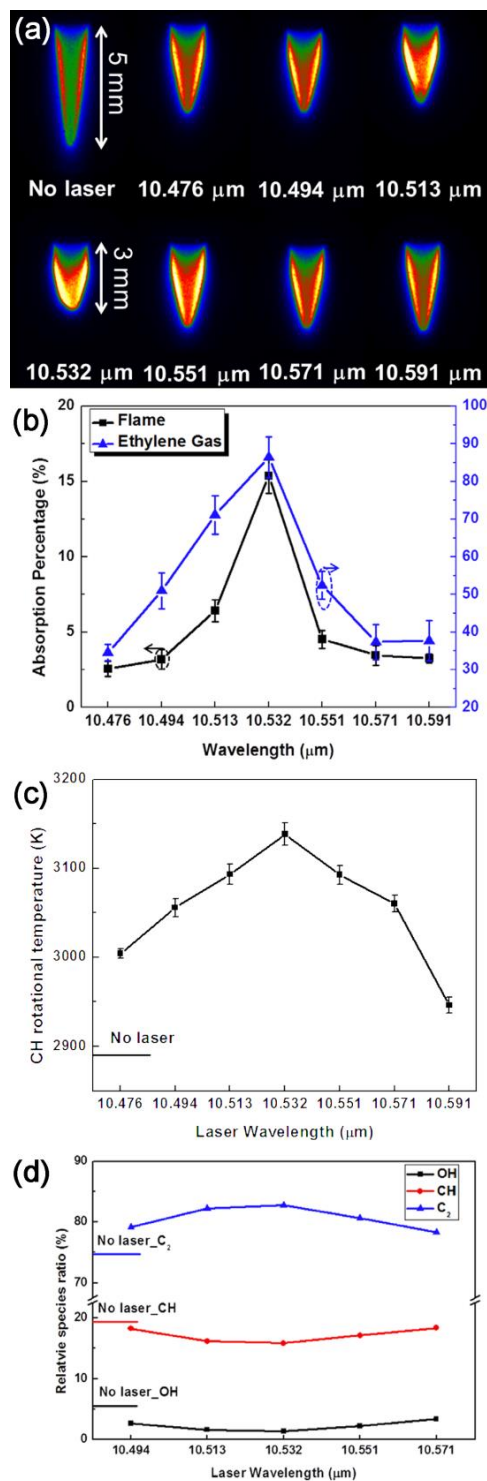 (a)
5 mm
No laser 10.476 μm 10.494 μm 10.513 μm
3 mm
10.532 μm 10.551 μm 10.571 μm 10.591 μm
(b)
Flame
Ethylene Gas
Absorption Percentage (%)
20
15
10
5
0
100
90
80
70
60
50
40
30
20
10.476 10.494 10.513 10.532 10.551 10.571 10.591
Wavelength (μm)
(c)
CH rotational temperature (K)
3200
3100
3000
2900
No laser
10.476 10.494 10.513 10.532 10.551 10.571 10.591
Laser Wavelength (μm)
(d)
OH
CH
C₂
Relatvie species ratio (%)
90
80
70
20
10
0
No laser_C₂
No laser_CH
No laser_OH
10.494 10.513 10.532 10.551 10.571
Laser Wavelength (μm)